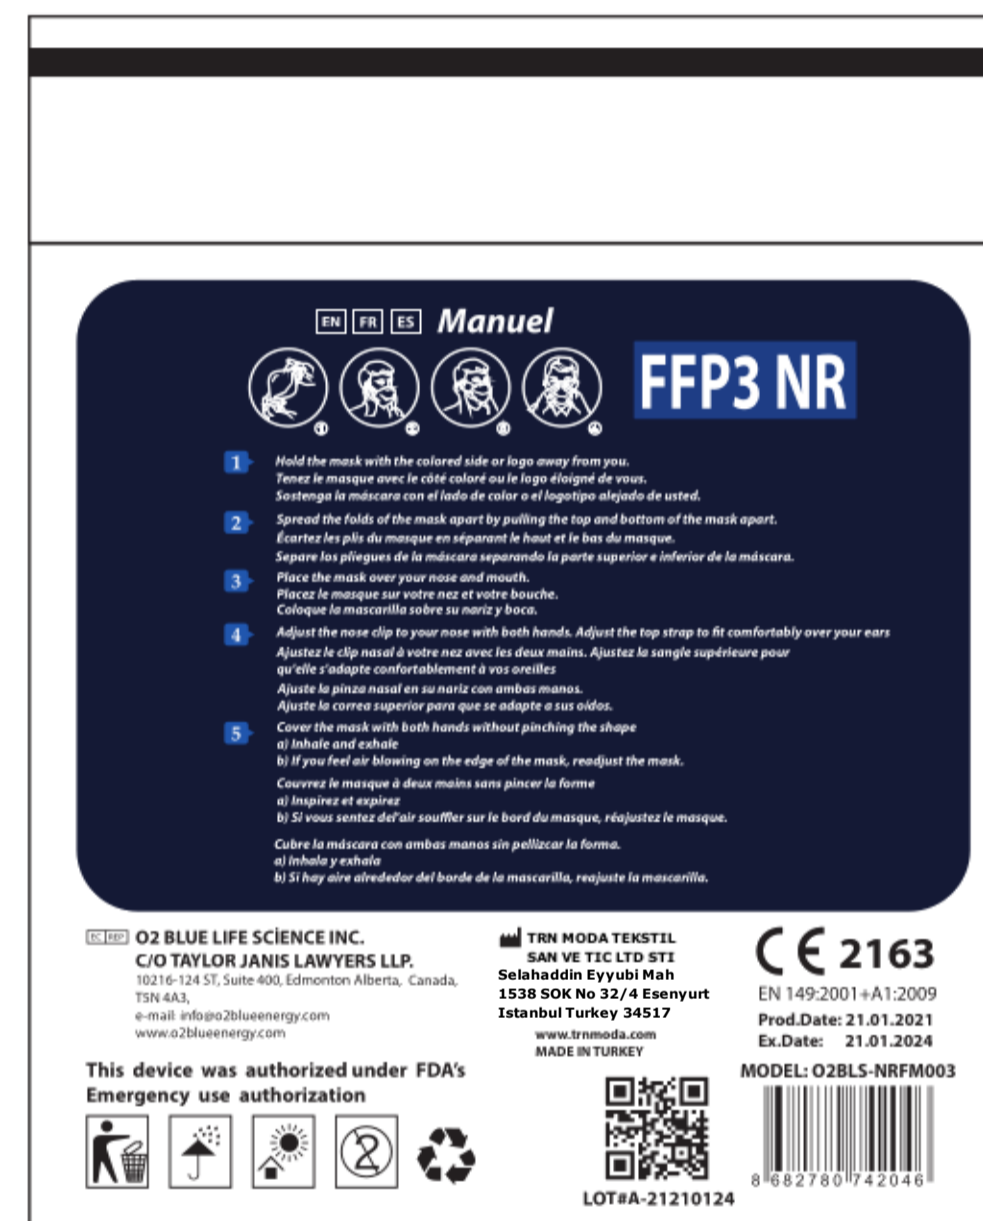 EN FR ES Manuel
FFP3 NR
1 2 3 4
1 Hold the mask with the colored side or logo away from you.
Tenez le masque avec le côté coloré ou le logo éloigné de vous.
Sostenga la máscara con el lado de color o el logotipo alejado de usted.
2 Spread the folds of the mask apart by pulling the top and bottom of the mask apart.
Écartez les plis du masque en séparant le haut et le bas du masque.
Separe los pliegues de la máscara separando la parte superior e inferior de la máscara.
3 Place the mask over your nose and mouth.
Placez le masque sur votre nez et votre bouche.
Coloque la mascarilla sobre su nariz y boca.
4 Adjust the nose clip to your nose with both hands. Adjust the top strap to fit comfortably over your ears
Ajustez le clip nasal à votre nez avec les deux mains. Ajustez la sangle supérieure pour
qu'elle s'adapte confortablement à vos oreilles
Ajuste la pinza nasal en su nariz con ambas manos.
Ajuste la correa superior para que se adapte a sus oídos.
5 Cover the mask with both hands without pinching the shape
a) Inhale and exhale
b) If you feel air blowing on the edge of the mask, readjust the mask.
Couvrez le masque à deux mains sans pincer la forme
a) Inspirez et expirez
b) Si vous sentez del'air souffler sur le bord du masque, réajustez le masque.
Cubre la máscara con ambas manos sin pellizcar la forma.
a) Inhala y exhala
b) Si hay aire alrededor del borde de la mascarilla, reajuste la mascarilla.
EC REP O2 BLUE LIFE SCİENCE INC.
C/O TAYLOR JANIS LAWYERS LLP.
10216-124 ST, Suite 400, Edmonton Alberta, Canada,
T5N 4A3,
e-mail: info@o2blueenergy.com
www.o2blueenergy.com
This device was authorized under FDA's
Emergency use authorization
2
TRN MODA TEKSTIL
SAN VE TIC LTD STI
Selahaddin Eyyubi Mah
1538 SOK No 32/4 Esenyurt
Istanbul Turkey 34517
www.trnmoda.com
MADE IN TURKEY
LOT#A-21210124
CE 2163
EN 149:2001+A1:2009
Prod.Date: 21.01.2021
Ex.Date: 21.01.2024
MODEL: O2BLS-NRFM003
8 682780 742046